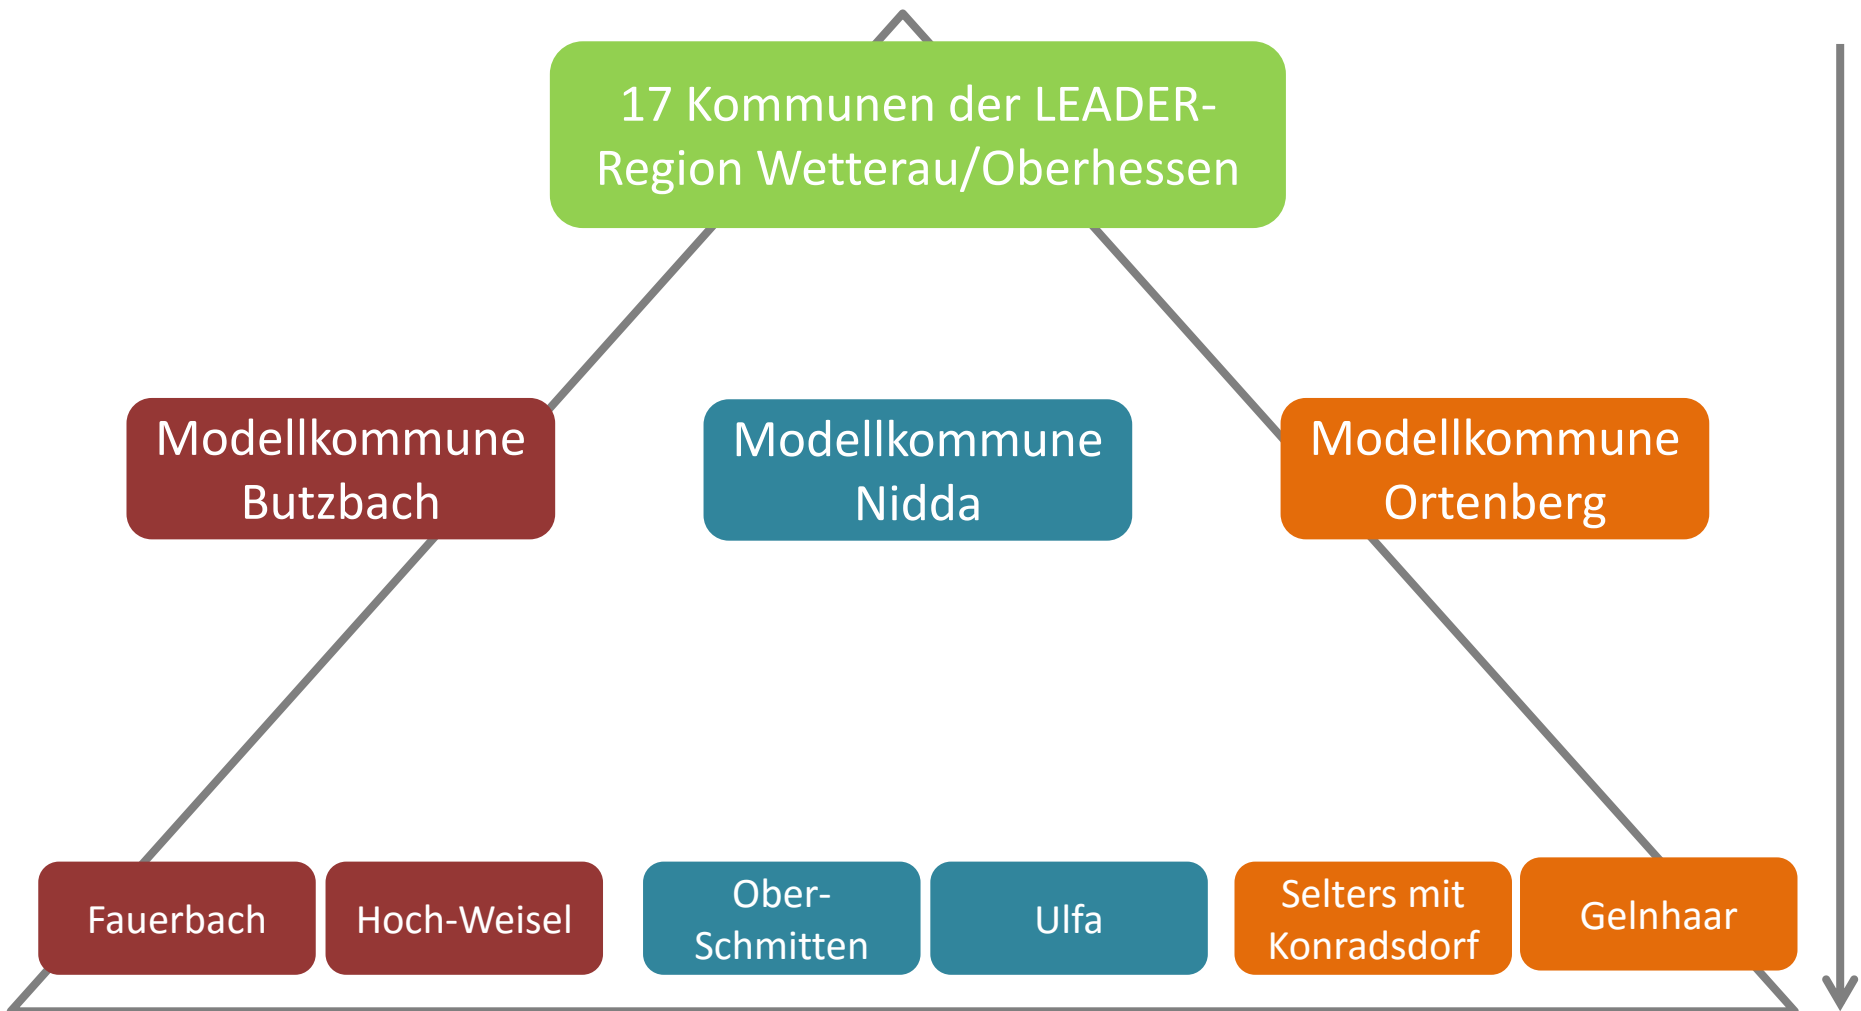 17 Kommunen der LEADER-
Region Wetterau/Oberhessen
Modellkommune
Butzbach
Modellkommune
Nidda
Modellkommune
Ortenberg
Fauerbach
Hoch-Weisel
Ober-
Schmitten
Ulfa
Selters mit
Konradsdorf
Gelnhaar